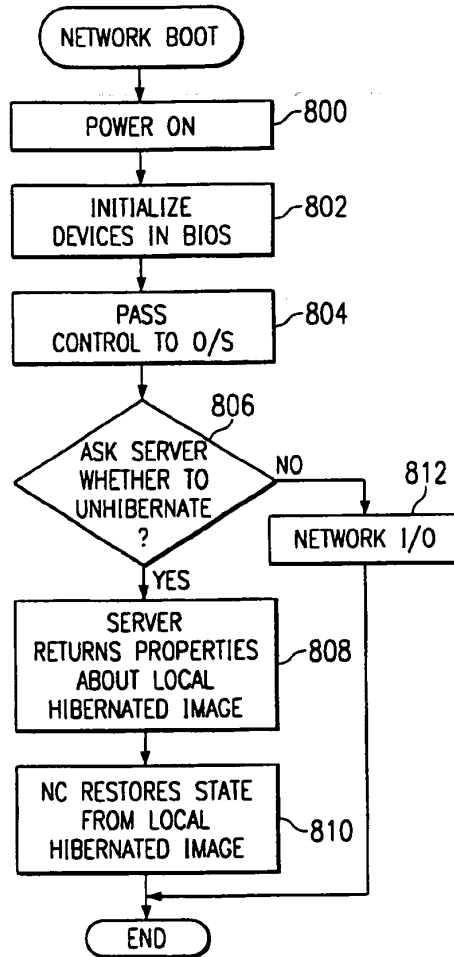 NETWORK BOOT
POWER ON
800
INITIALIZE
DEVICES IN BIOS
802
PASS
CONTROL TO O/S
804
806
ASK SERVER
WHETHER TO
UNHIBERNATE
?
NO
812
NETWORK I/O
YES
SERVER
RETURNS PROPERTIES
ABOUT LOCAL
HIBERNATED IMAGE
808
NC RESTORES STATE
FROM LOCAL
HIBERNATED IMAGE
810
END